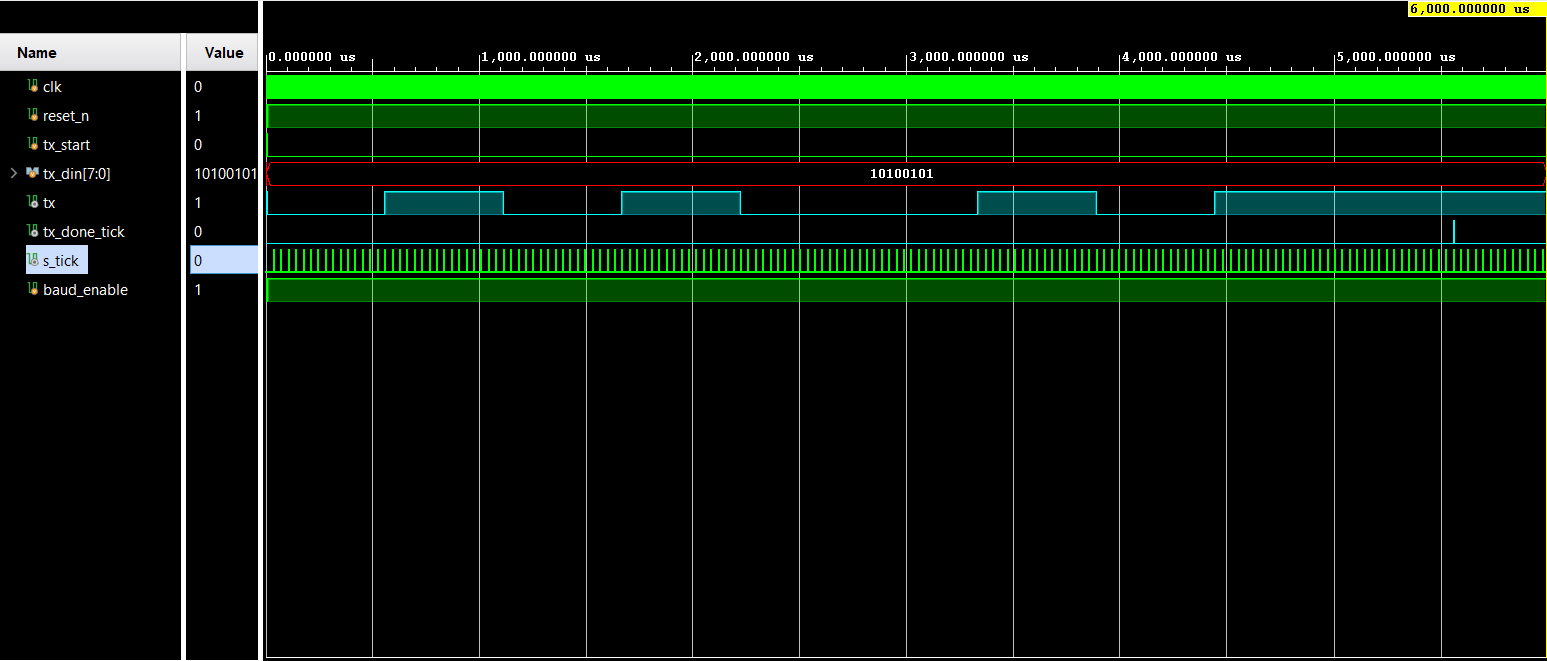 6,000.000000 us
Name Value
0.000000 us 1,000.000000 us 2,000.000000 us 3,000.000000 us 4,000.000000 us 5,000.000000 us
clk 0
reset_n 1
tx_start 0
tx_din[7:0] 10100101 10100101
tx 1
tx_done_tick 0
s_tick 0
baud_enable 1